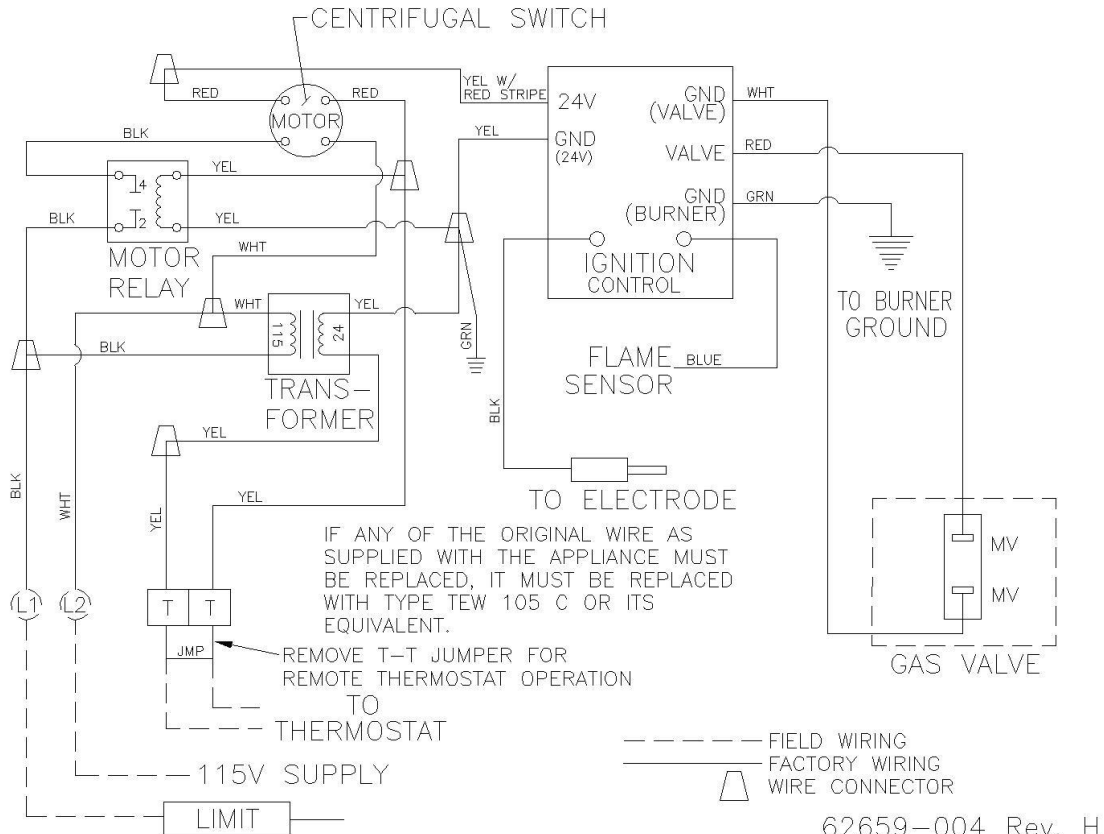 CENTRIFUGAL SWITCH
RED
RED
MOTOR
BLK
YEL
4
BLK
2
YEL
MOTOR
RELAY
WHT
WHT
YEL
115
24
BLK
TRANS-
FORMER
GRN
YEL
BLK
WHT
YEL
YEL
L1
L2
T
T
JMP
YEL W/
RED STRIPE
24V
YEL
GND
(24V)
GND
(VALVE)
WHT
VALVE
RED
GND
(BURNER)
GRN
IGNITION
CONTROL
TO BURNER
GROUND
FLAME
SENSOR
BLUE
BLK
TO ELECTRODE
IF ANY OF THE ORIGINAL WIRE AS
SUPPLIED WITH THE APPLIANCE MUST
BE REPLACED, IT MUST BE REPLACED
WITH TYPE TEW 105 C OR ITS
EQUIVALENT.
REMOVE T-T JUMPER FOR
REMOTE THERMOSTAT OPERATION
TO
THERMOSTAT
115V SUPPLY
LIMIT
MV
MV
GAS VALVE
FIELD WIRING
FACTORY WIRING
WIRE CONNECTOR
62659-004 Rev. H